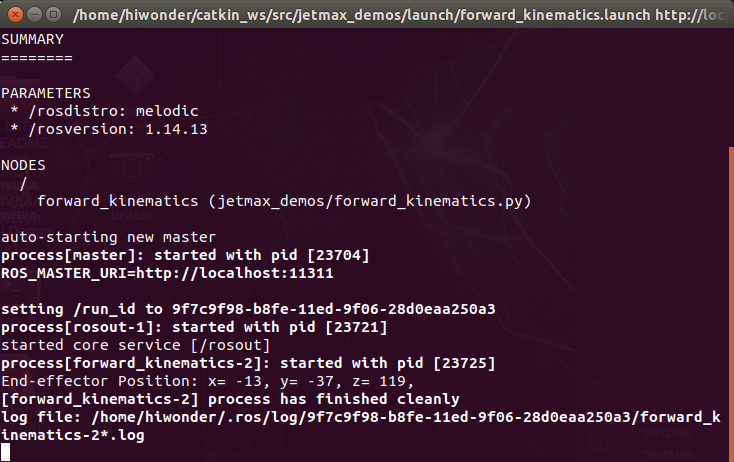 /home/hiwonder/catkin_ws/src/jetmax_demos/launch/forward_kinematics.launch http://loc
SUMMARY
========
PARAMETERS
* /rosdistro: melodic
* /rosversion: 1.14.13
NODES
/
forward_kinematics (jetmax_demos/forward_kinematics.py)
auto-starting new master
process[master]: started with pid [23704]
ROS_MASTER_URI=http://localhost:11311
setting /run_id to 9f7c9f98-b8fe-11ed-9f06-28d0eaa250a3
process[rosout-1]: started with pid [23721]
started core service [/rosout]
process[forward_kinematics-2]: started with pid [23725]
End-effector Position: x= -13, y= -37, z= 119,
[forward_kinematics-2] process has finished cleanly
log file: /home/hiwonder/.ros/log/9f7c9f98-b8fe-11ed-9f06-28d0eaa250a3/forward_k
inematics-2*.log
OUTLINE
TIMELINE